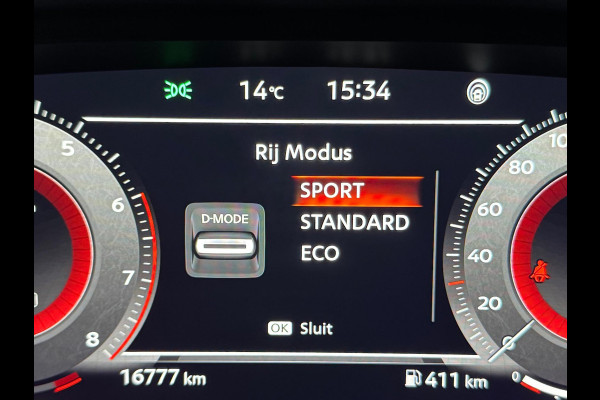 14°C 15:34
Rij Modus
D-MODE
SPORT
STANDARD
ECO
OK Sluit
5
6
7
8
80
60
40
20
0
16777 km
411 km
0